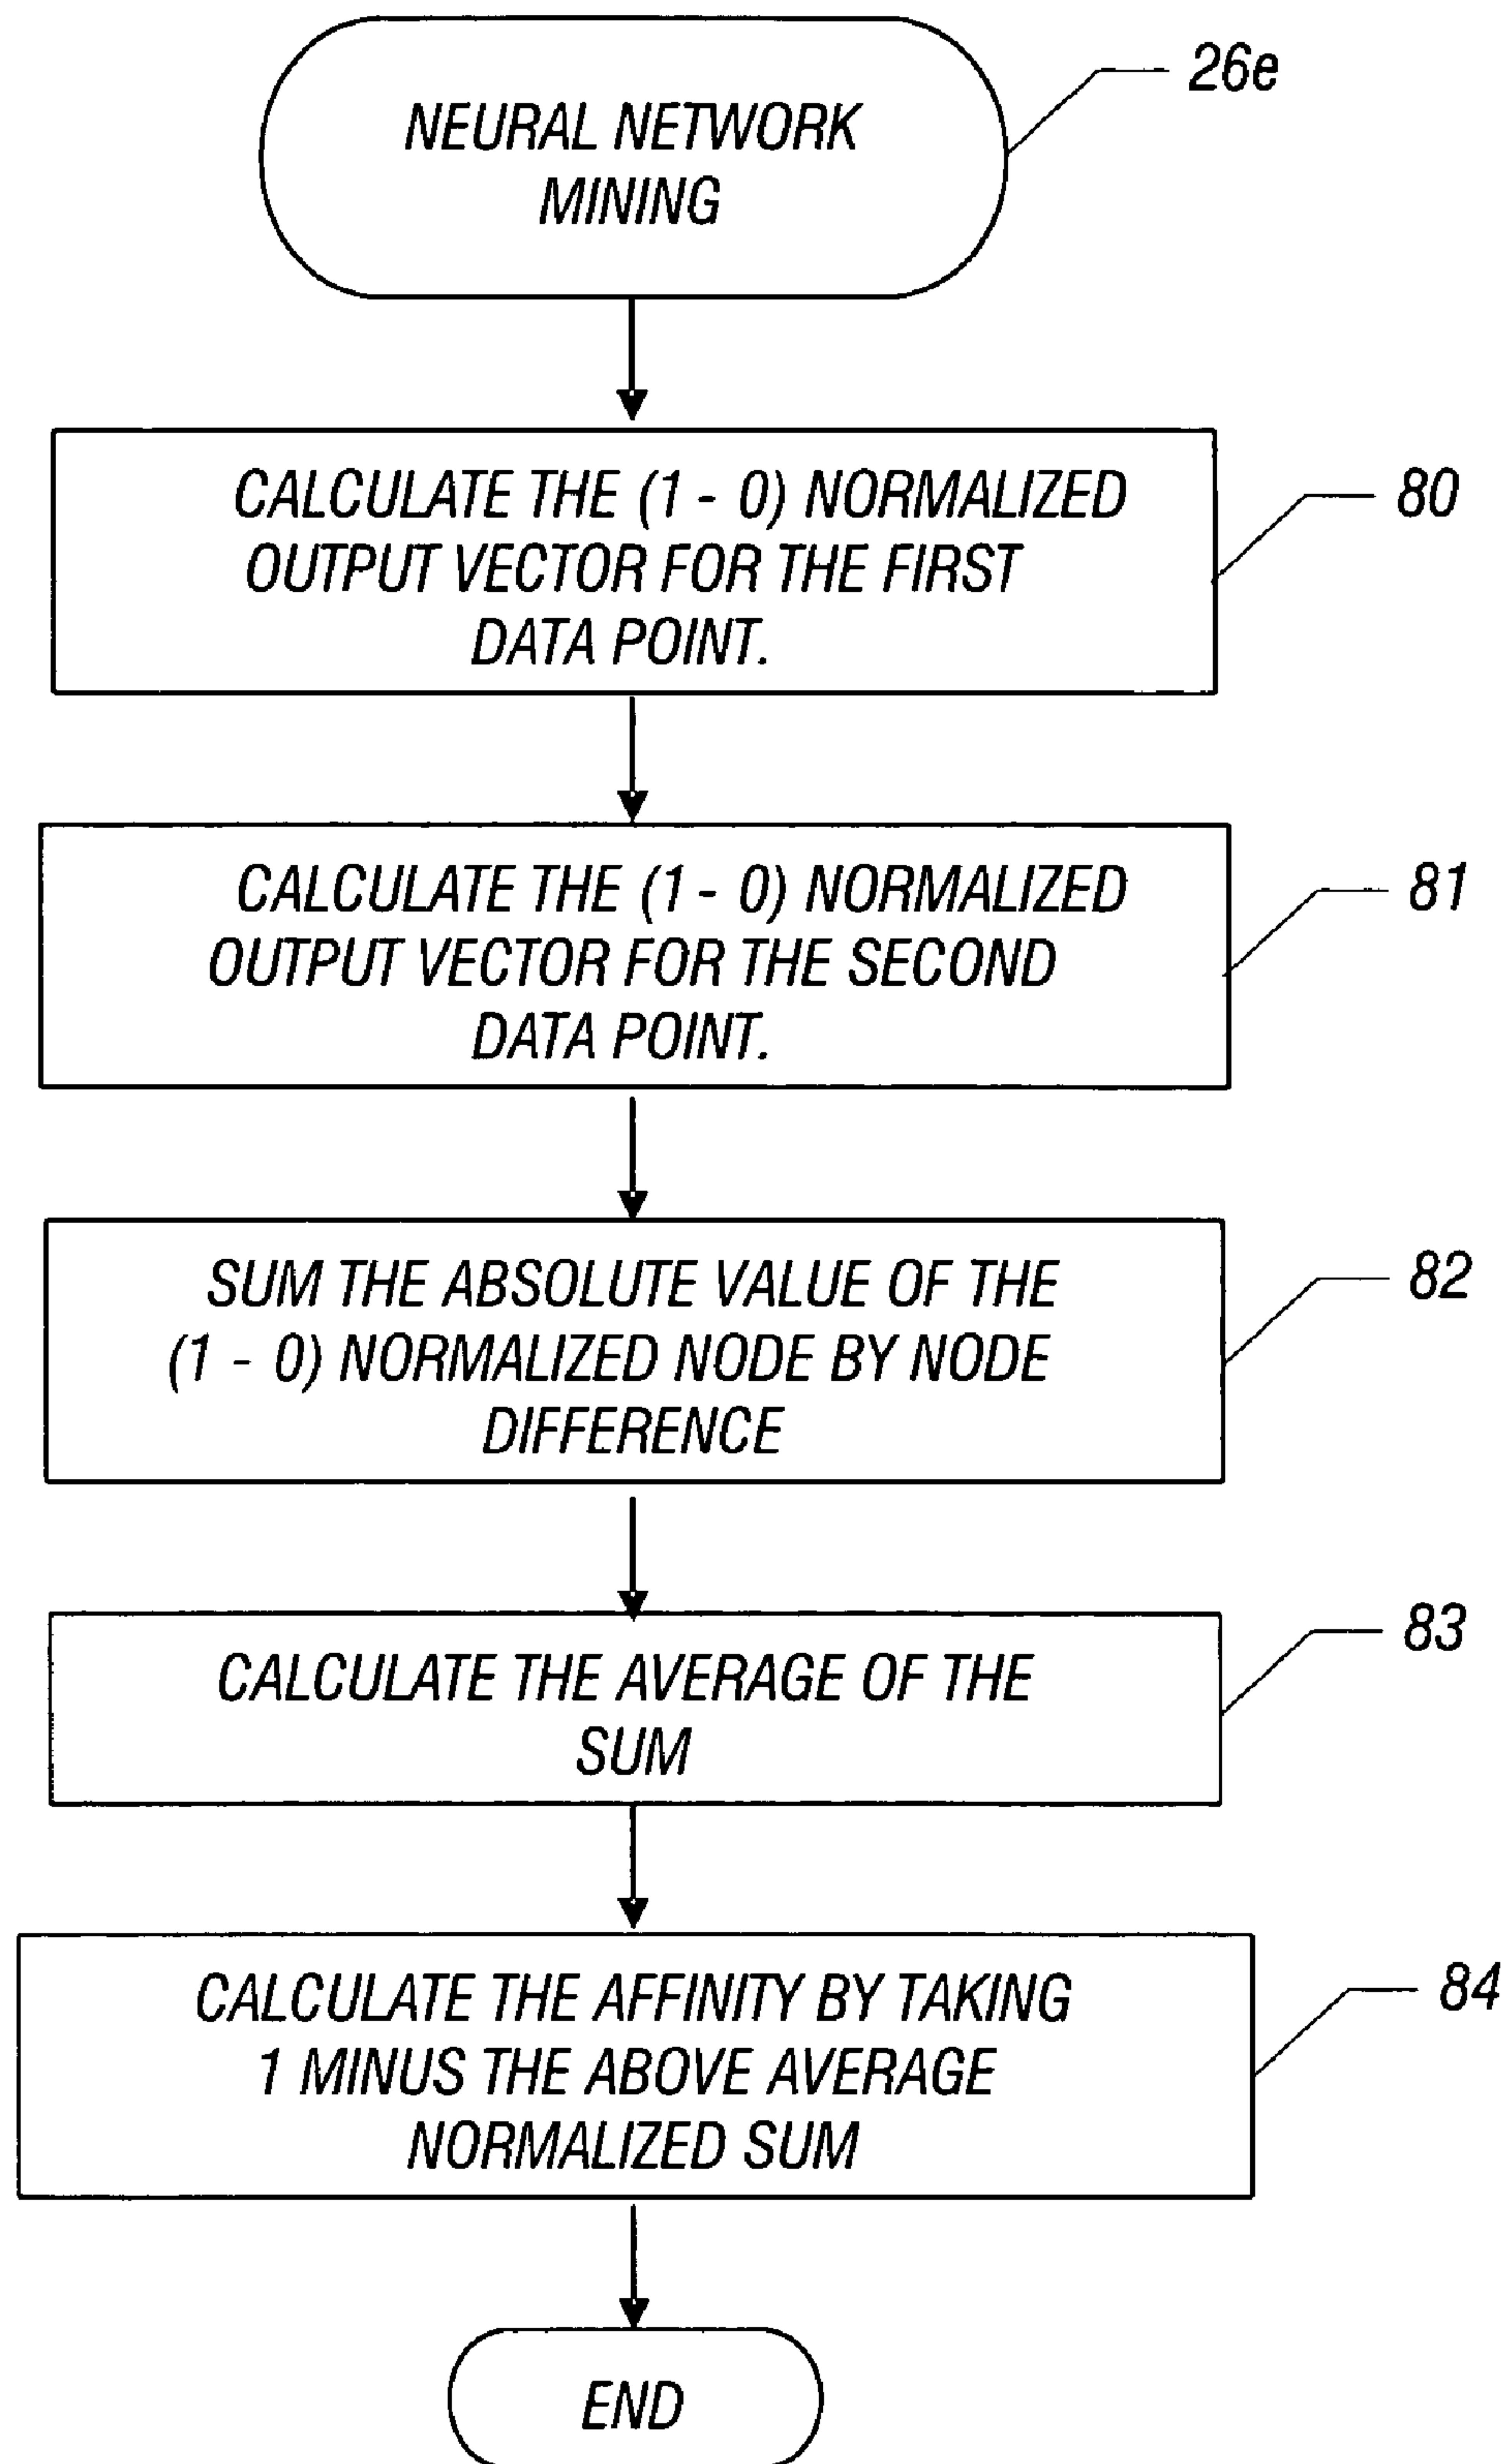 NEURAL NETWORK
MINING
26e
CALCULATE THE (1 - 0) NORMALIZED
OUTPUT VECTOR FOR THE FIRST
DATA POINT.
80
CALCULATE THE (1 - 0) NORMALIZED
OUTPUT VECTOR FOR THE SECOND
DATA POINT.
81
SUM THE ABSOLUTE VALUE OF THE
(1 - 0) NORMALIZED NODE BY NODE
DIFFERENCE
82
CALCULATE THE AVERAGE OF THE
SUM
83
CALCULATE THE AFFINITY BY TAKING
1 MINUS THE ABOVE AVERAGE
NORMALIZED SUM
84
END